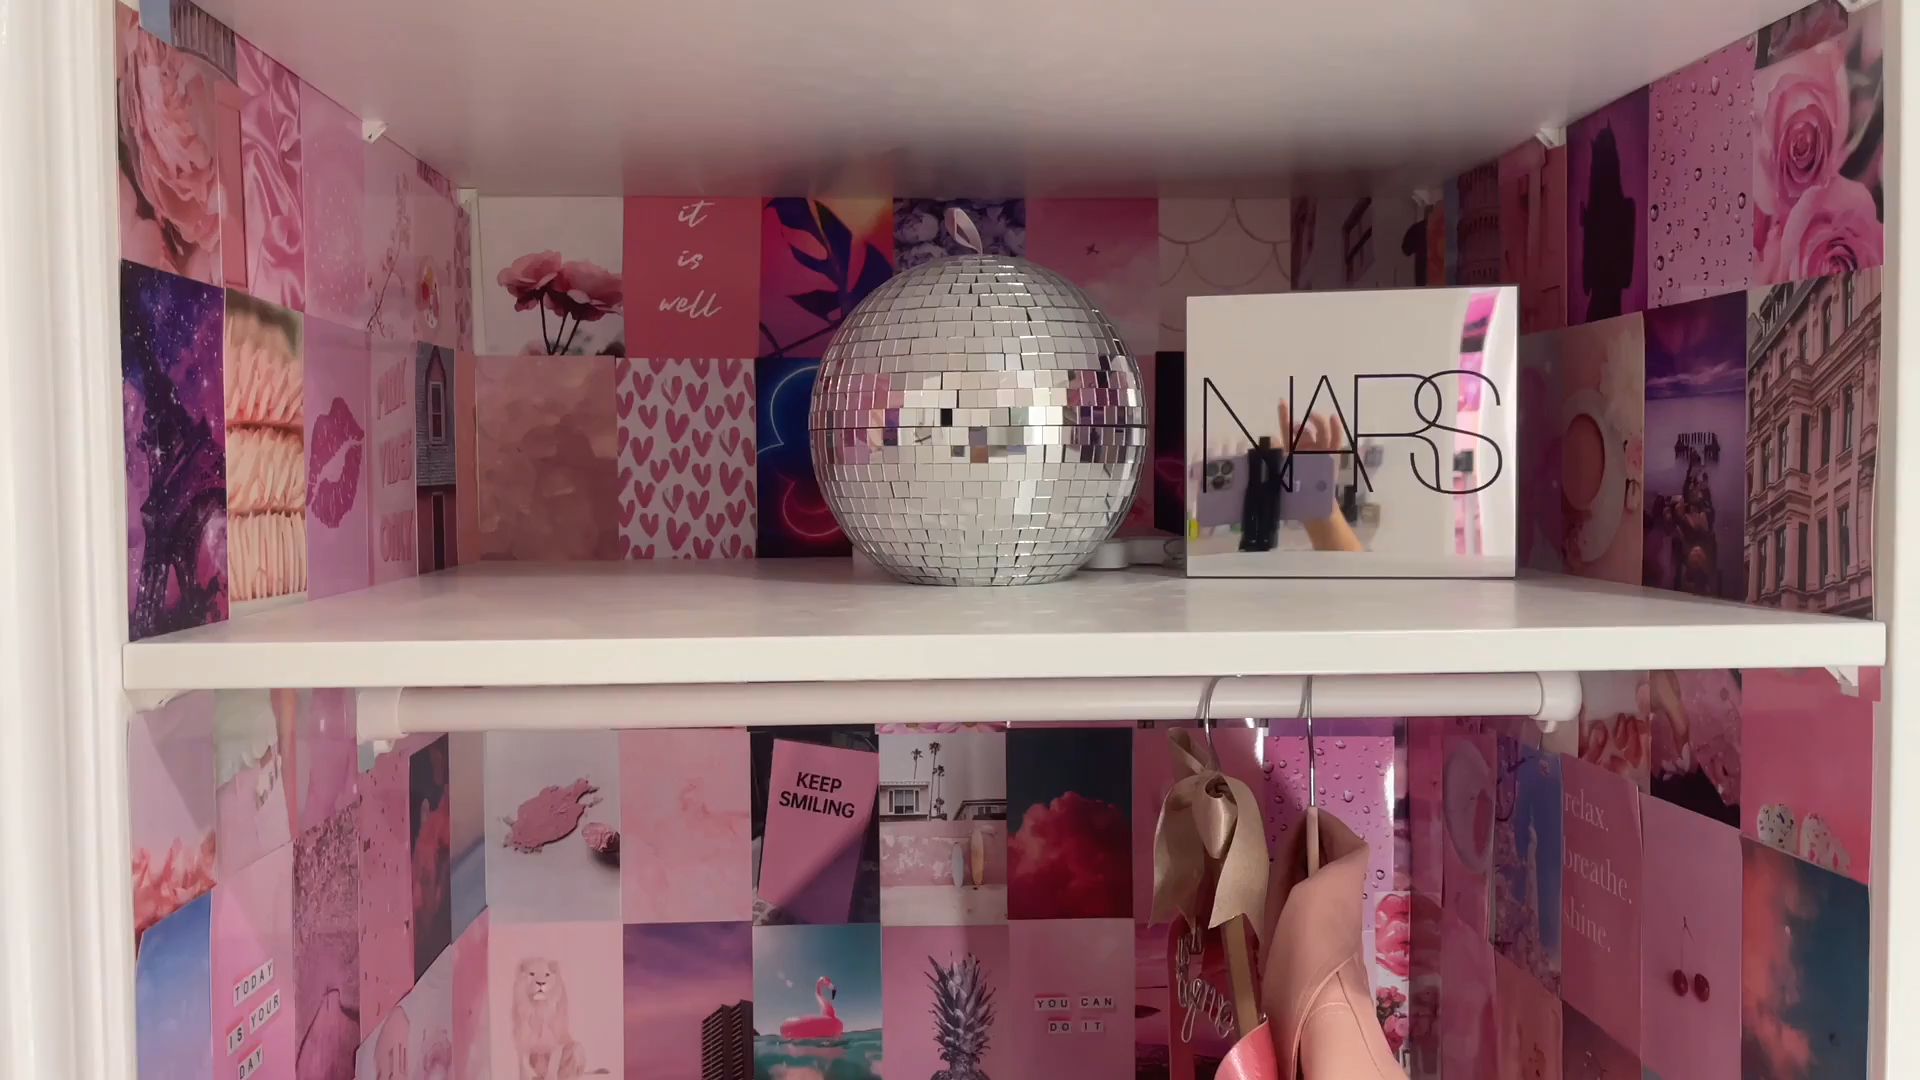 it
is
well
NARS
KEEP
SMILING
relax.
breathe.
shine.
TODAY
IS YOUR
DAY
YOU CAN
DO IT